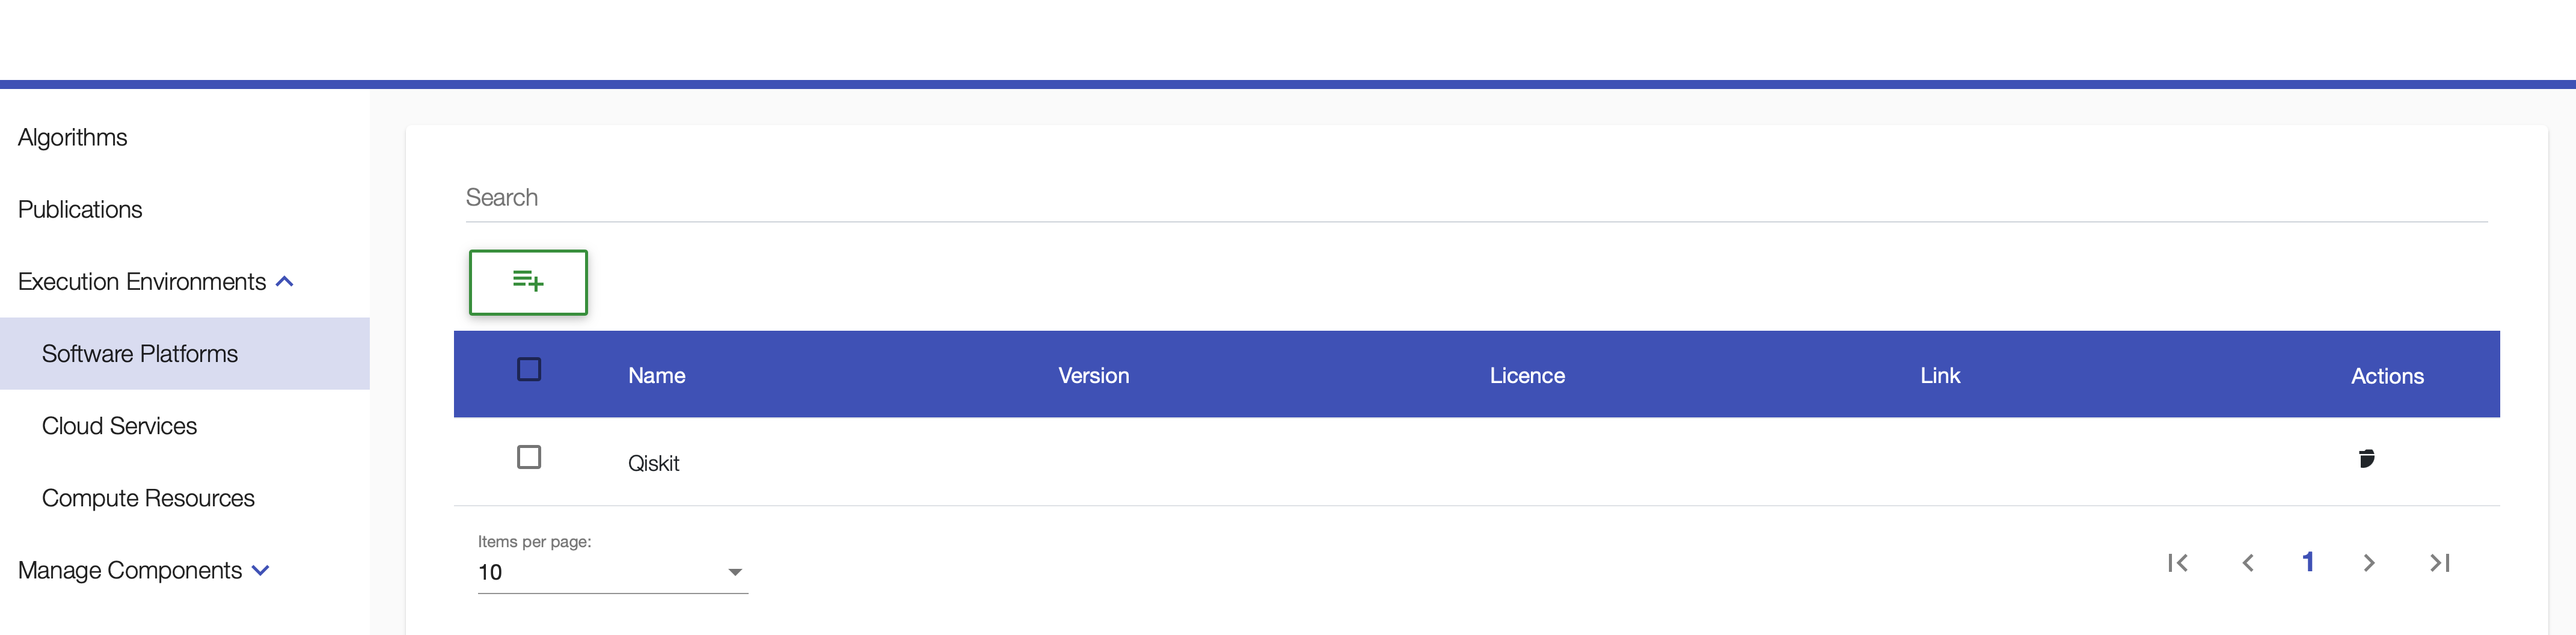 Algorithms
Publications
Execution Environments
Software Platforms
Cloud Services
Compute Resources
Manage Components
Search
Name Version Licence Link Actions
Qiskit
Items per page:
10
1